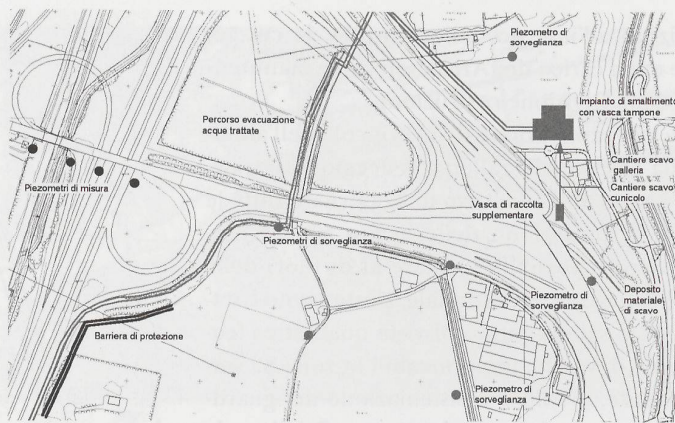 Piezometro di
sorveglianza
Impianto di smaltimento
con vasca tampone
Percorso evacuazione
acque trattate
Cantiere scavo
galleria
Cantiere scavo
cunicolo
Piezometri di misura
Vasca di raccolta
supplementare
Piezometri di sorveglianza
Piezometro di
sorveglianza
Deposito
materiale
di scavo
Barriera di protezione
Piezometro di
sorveglianza